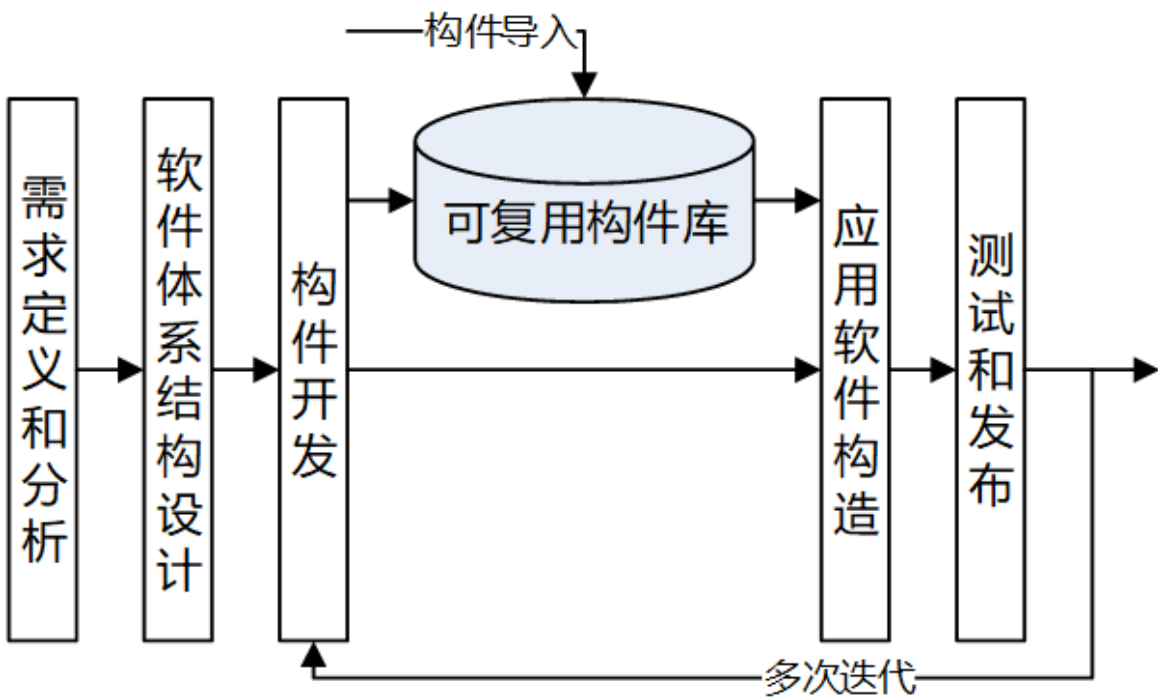 构件导入
需求定义和分析
软件体系结构设计
构件开发
可复用构件库
应用软件构造
测试和发布
多次迭代